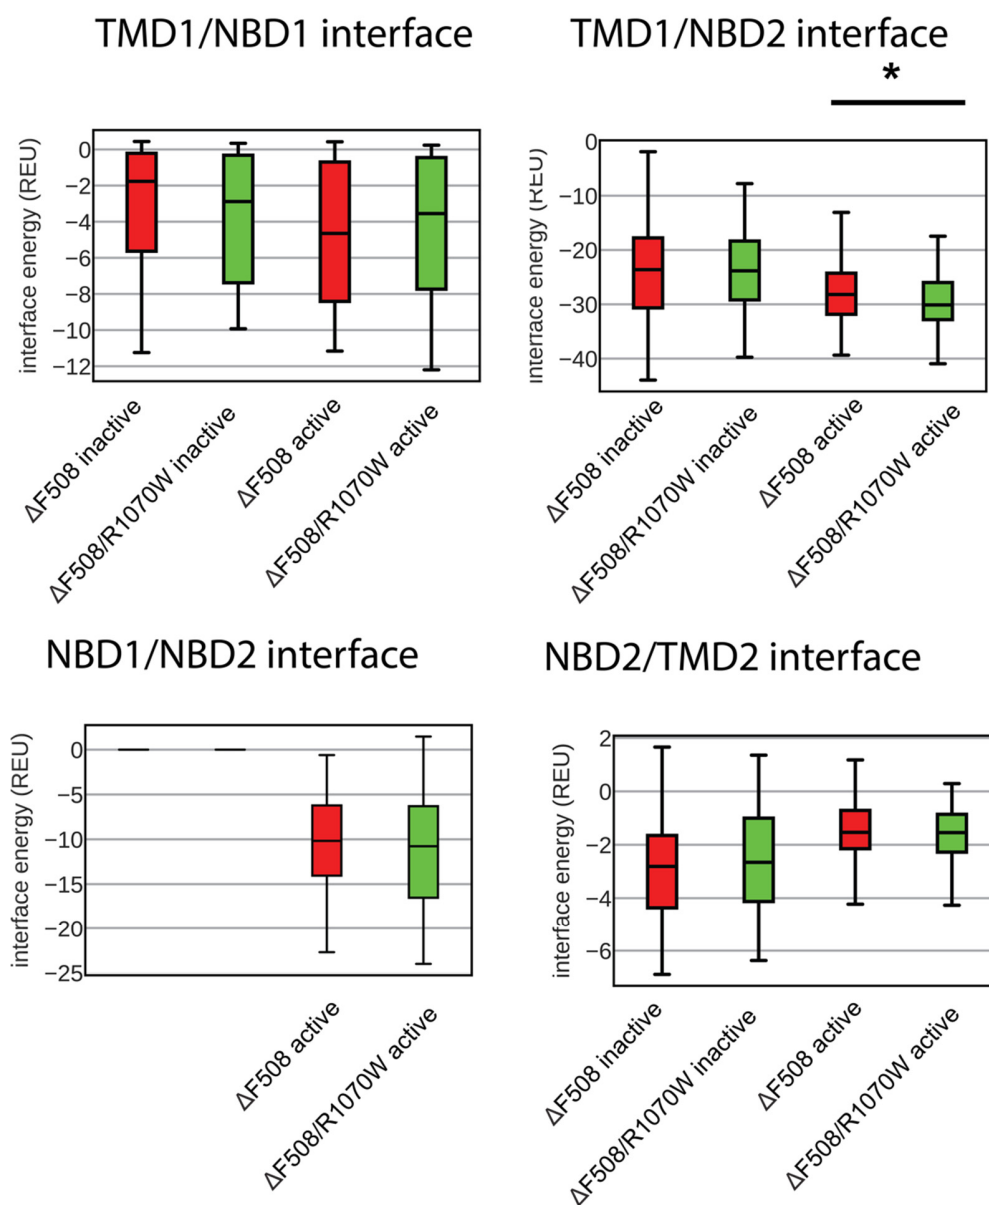 TMD1/NBD1 interface
TMD1/NBD2 interface
*
interface energy (REU)
0
−2
−4
−6
−8
−10
−12
ΔF508 inactive
ΔF508/R1070W inactive
ΔF508 active
ΔF508/R1070W active
interface energy (REU)
0
−10
−20
−30
−40
ΔF508 inactive
ΔF508/R1070W inactive
ΔF508 active
ΔF508/R1070W active
NBD1/NBD2 interface
NBD2/TMD2 interface
interface energy (REU)
0
−5
−10
−15
−20
−25
ΔF508 active
ΔF508/R1070W active
interface energy (REU)
2
0
−2
−4
−6
ΔF508 inactive
ΔF508/R1070W inactive
ΔF508 active
ΔF508/R1070W active